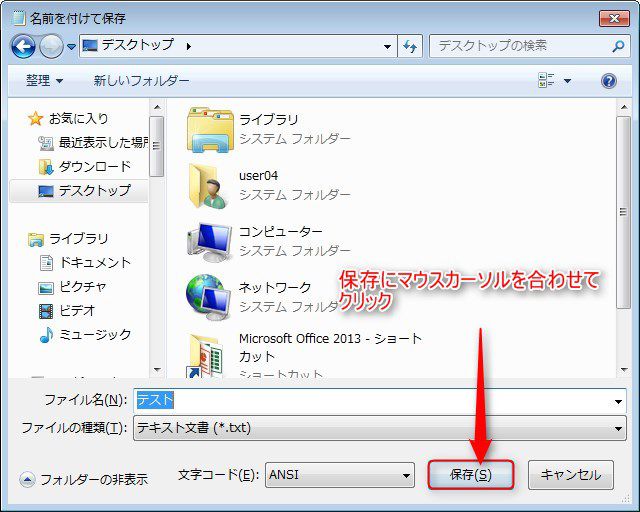 名前を付けて保存
デスクトップ
デスクトップの検索
整理
新しいフォルダー
お気に入り
最近表示した場所
ダウンロード
デスクトップ
ライブラリ
ドキュメント
ピクチャ
ビデオ
ミュージック
ライブラリ
システム フォルダー
user04
システム フォルダー
コンピューター
システム フォルダー
ネットワーク
システム フォルダー
Microsoft Office 2013 - ショート
カット
ショートカット
保存にマウスカーソルを合わせて
クリック
ファイル名(N):
テスト
ファイルの種類(T):
テキスト文書 (*.txt)
フォルダーの非表示
文字コード(E):
ANSI
保存(S)
キャンセル